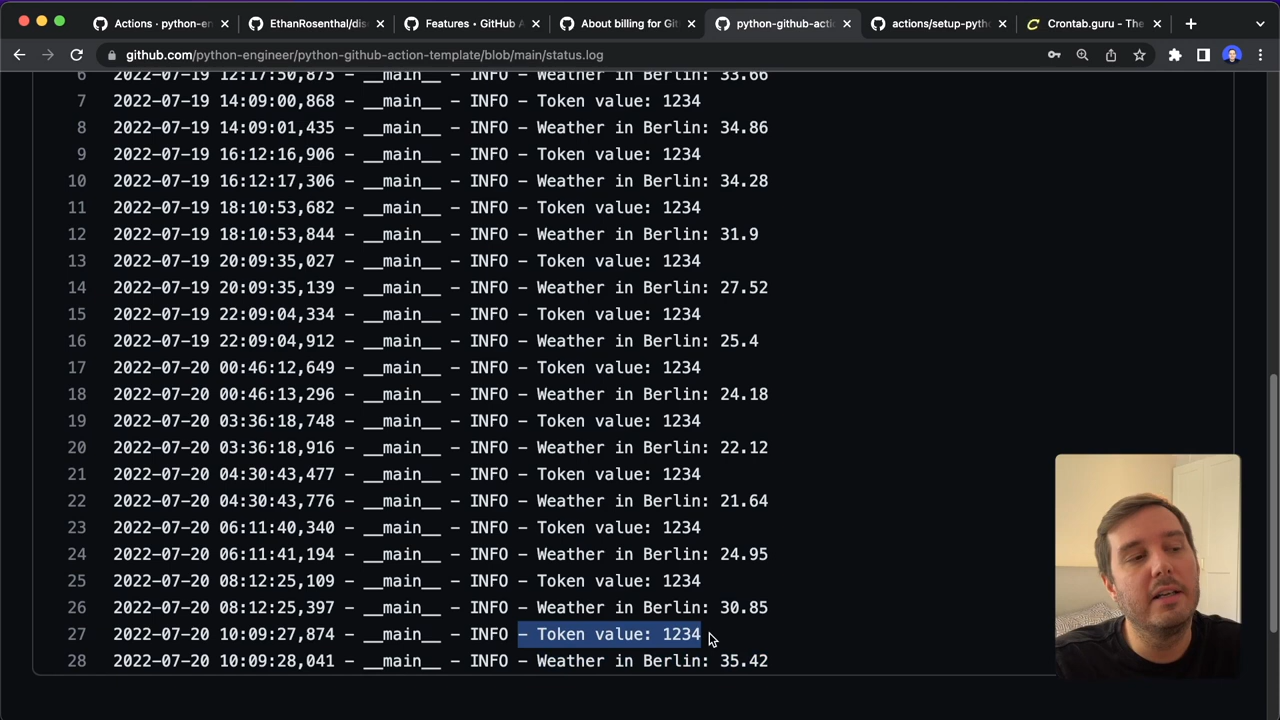 Actions · python-en
EthanRosenthal/dis
Features · GitHub A
About billing for Git
python-github-acti
actions/setup-pyth
Crontab.guru - The
github.com/python-engineer/python-github-action-template/blob/main/status.log
6 2022-07-19 12:17:50,875 - __main__ - INFO - Weather in Berlin: 33.66
7 2022-07-19 14:09:00,868 - __main__ - INFO - Token value: 1234
8 2022-07-19 14:09:01,435 - __main__ - INFO - Weather in Berlin: 34.86
9 2022-07-19 16:12:16,906 - __main__ - INFO - Token value: 1234
10 2022-07-19 16:12:17,306 - __main__ - INFO - Weather in Berlin: 34.28
11 2022-07-19 18:10:53,682 - __main__ - INFO - Token value: 1234
12 2022-07-19 18:10:53,844 - __main__ - INFO - Weather in Berlin: 31.9
13 2022-07-19 20:09:35,027 - __main__ - INFO - Token value: 1234
14 2022-07-19 20:09:35,139 - __main__ - INFO - Weather in Berlin: 27.52
15 2022-07-19 22:09:04,334 - __main__ - INFO - Token value: 1234
16 2022-07-19 22:09:04,912 - __main__ - INFO - Weather in Berlin: 25.4
17 2022-07-20 00:46:12,649 - __main__ - INFO - Token value: 1234
18 2022-07-20 00:46:13,296 - __main__ - INFO - Weather in Berlin: 24.18
19 2022-07-20 03:36:18,748 - __main__ - INFO - Token value: 1234
20 2022-07-20 03:36:18,916 - __main__ - INFO - Weather in Berlin: 22.12
21 2022-07-20 04:30:43,477 - __main__ - INFO - Token value: 1234
22 2022-07-20 04:30:43,776 - __main__ - INFO - Weather in Berlin: 21.64
23 2022-07-20 06:11:40,340 - __main__ - INFO - Token value: 1234
24 2022-07-20 06:11:41,194 - __main__ - INFO - Weather in Berlin: 24.95
25 2022-07-20 08:12:25,109 - __main__ - INFO - Token value: 1234
26 2022-07-20 08:12:25,397 - __main__ - INFO - Weather in Berlin: 30.85
27 2022-07-20 10:09:27,874 - __main__ - INFO - Token value: 1234
28 2022-07-20 10:09:28,041 - __main__ - INFO - Weather in Berlin: 35.42